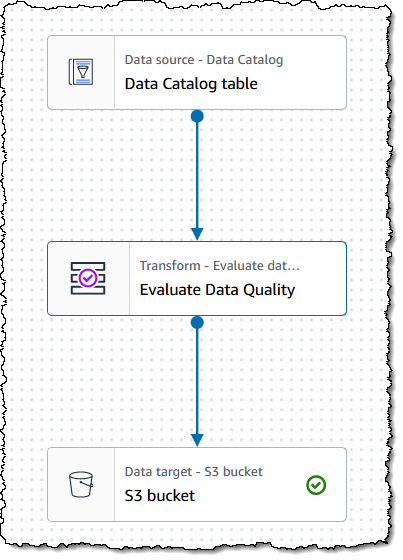 Data source - Data Catalog
Data Catalog table
Transform - Evaluate dat...
Evaluate Data Quality
Data target - S3 bucket
S3 bucket